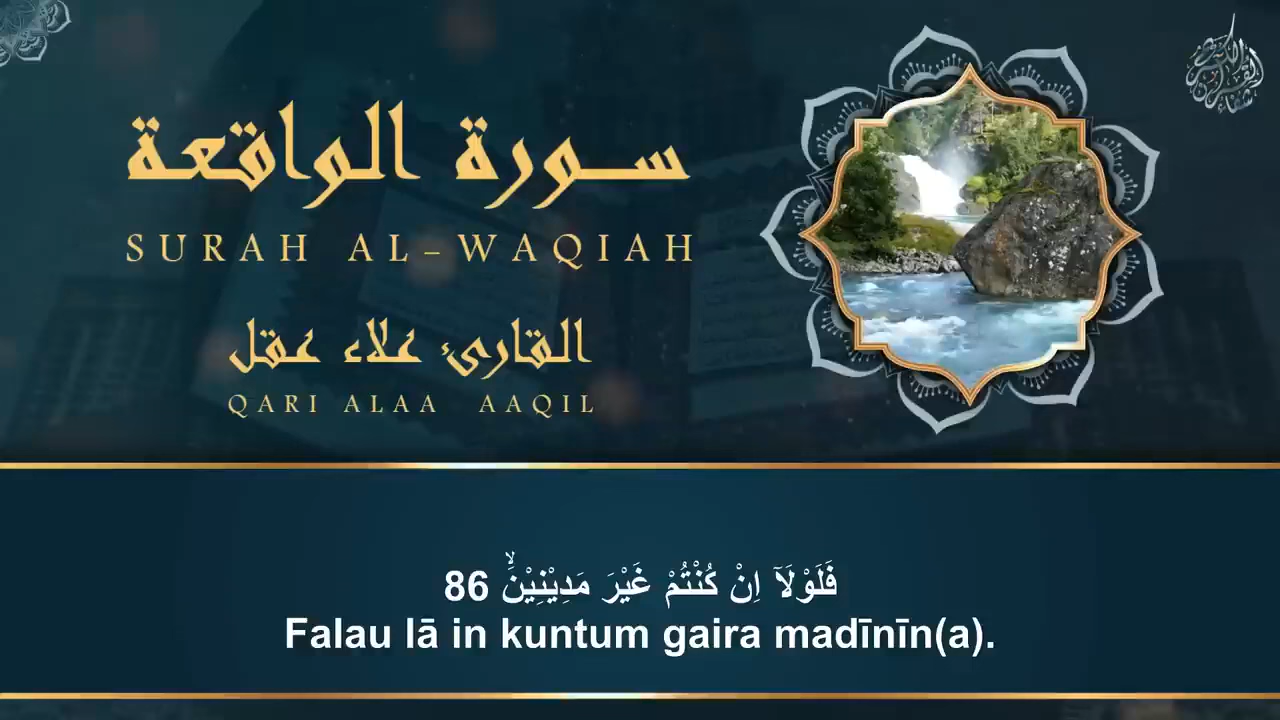 سورة الواقعة
SURAH AL-WAQIAH
القارئ علاء عقل
QARI ALAA AAQIL
فَلَوْلَآ اِنْ كُنْتُمْ غَيْرَ مَدِيْنِيْنَۙ 86
Falau lā in kuntum gaira madīnīn(a).